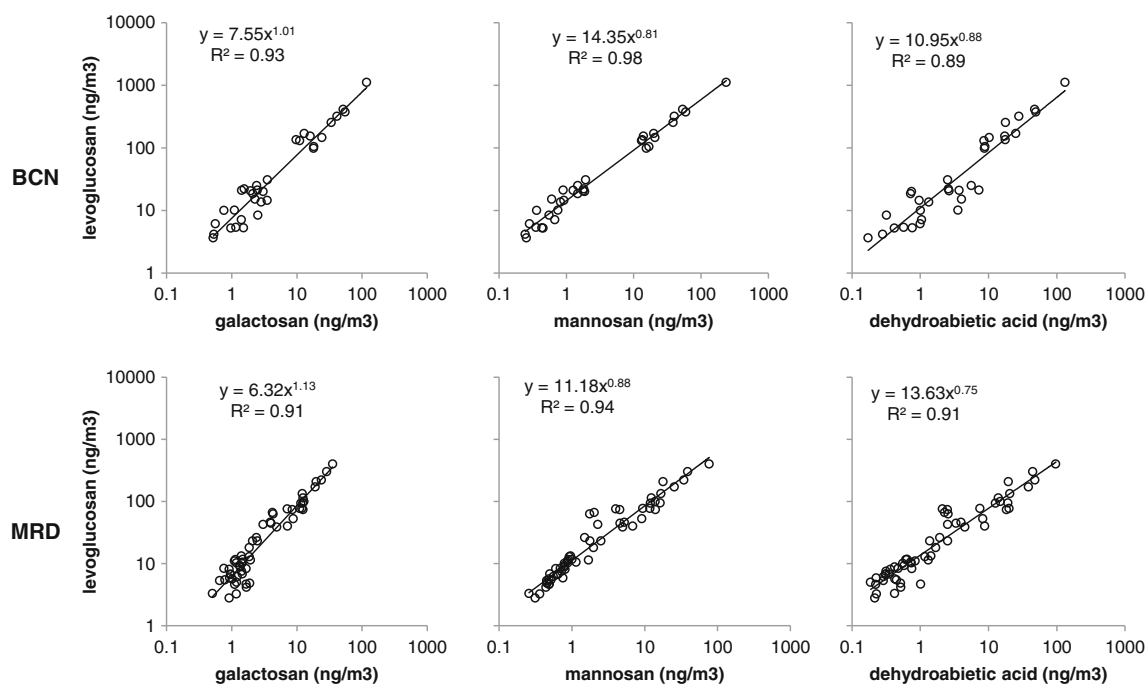 BCN
levoglucosan (ng/m3)
10000
1000
100
10
1
y = 7.55x^1.01
R² = 0.93
0.1 1 10 100 1000
galactosan (ng/m3)
y = 14.35x^0.81
R² = 0.98
0.1 1 10 100 1000
mannosan (ng/m3)
y = 10.95x^0.88
R² = 0.89
0.1 1 10 100 1000
dehydroabietic acid (ng/m3)
MRD
levoglucosan (ng/m3)
10000
1000
100
10
1
y = 6.32x^1.13
R² = 0.91
0.1 1 10 100 1000
galactosan (ng/m3)
y = 11.18x^0.88
R² = 0.94
0.1 1 10 100 1000
mannosan (ng/m3)
y = 13.63x^0.75
R² = 0.91
0.1 1 10 100 1000
dehydroabietic acid (ng/m3)